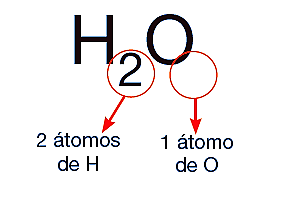 H₂O
2 átomos 1 átomo
de H de O